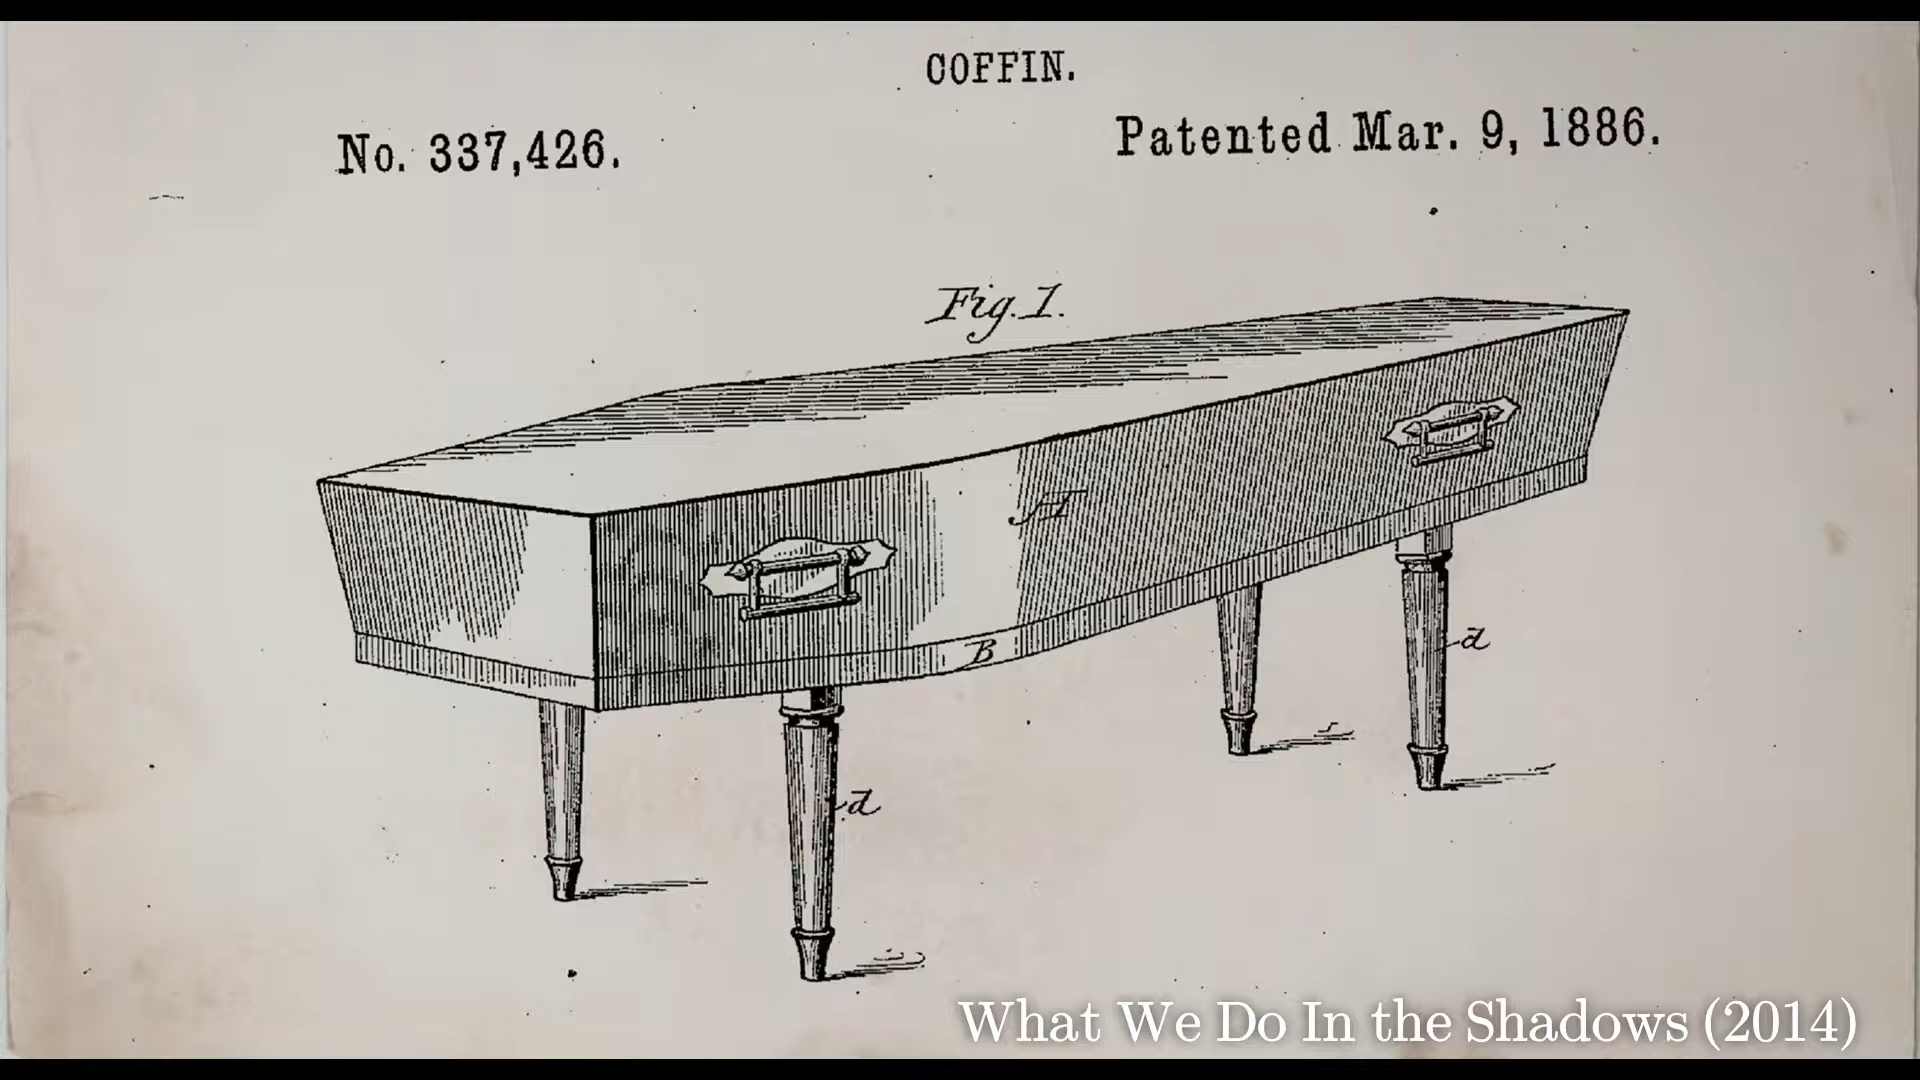 COFFIN.
No. 337,426.
Patented Mar. 9, 1886.
Fig. 1.
A
B
d
d
What We Do In the Shadows (2014)